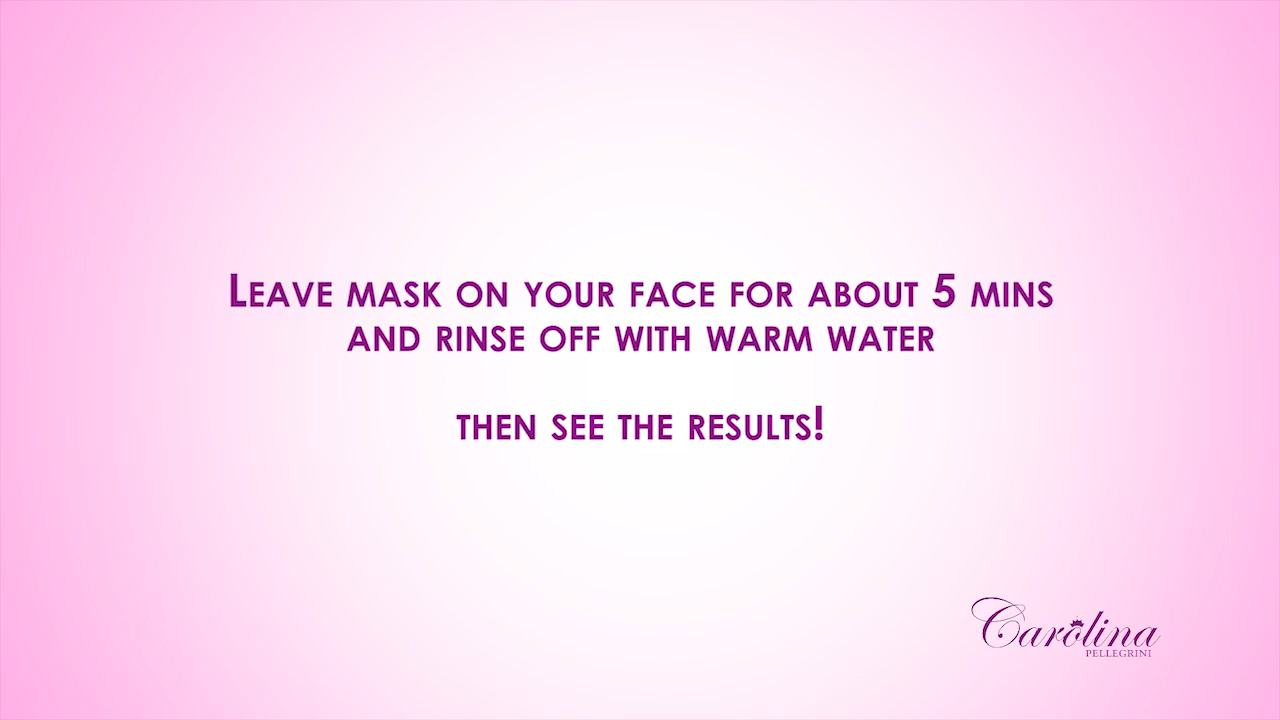 Leave mask on your face for about 5 mins
and rinse off with warm water
then see the results!
Carolina
PELLEGRINI